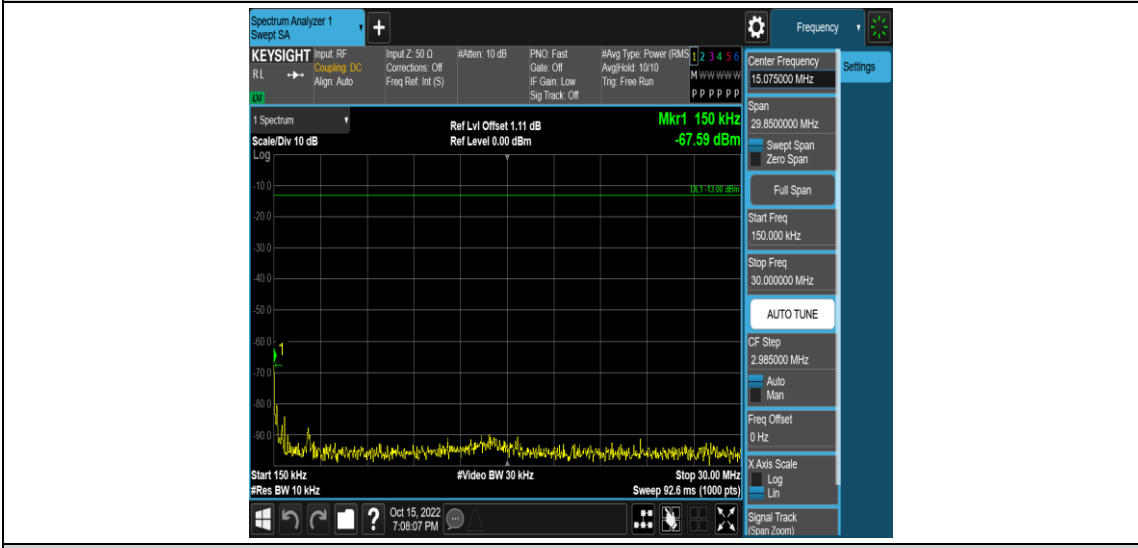 Spectrum Analyzer 1
Swept SA
+
Frequency
KEYSIGHT
RL
LXI
Input: RF
Coupling: DC
Align: Auto
Input Z: 50 Ω
Corrections: Off
Freq Ref: Int (S)
#Atten: 10 dB
PNO: Fast
Gate: Off
IF Gain: Low
Sig Track: Off
#Avg Type: Power (RMS
Avg|Hold: 10/10
Trig: Free Run
1 2 3 4 5 6
M W W W W W
P P P P P P
1 Spectrum
Scale/Div 10 dB
Log
Ref Lvl Offset 1.11 dB
Ref Level 0.00 dBm
Mkr1 150 kHz
-67.59 dBm
DL1 -13.00 dBm
-10.0
-20.0
-30.0
-40.0
-50.0
-60.0
-70.0
-80.0
-90.0
1
Start 150 kHz
#Res BW 10 kHz
#Video BW 30 kHz
Stop 30.00 MHz
Sweep 92.6 ms (1000 pts)
?
Oct 15, 2022
7:08:07 PM
Center Frequency
15.075000 MHz
Settings
Span
29.8500000 MHz
Swept Span
Zero Span
Full Span
Start Freq
150.000 kHz
Stop Freq
30.000000 MHz
AUTO TUNE
CF Step
2.985000 MHz
Auto
Man
Freq Offset
0 Hz
X Axis Scale
Log
Lin
Signal Track
(Span Zoom)